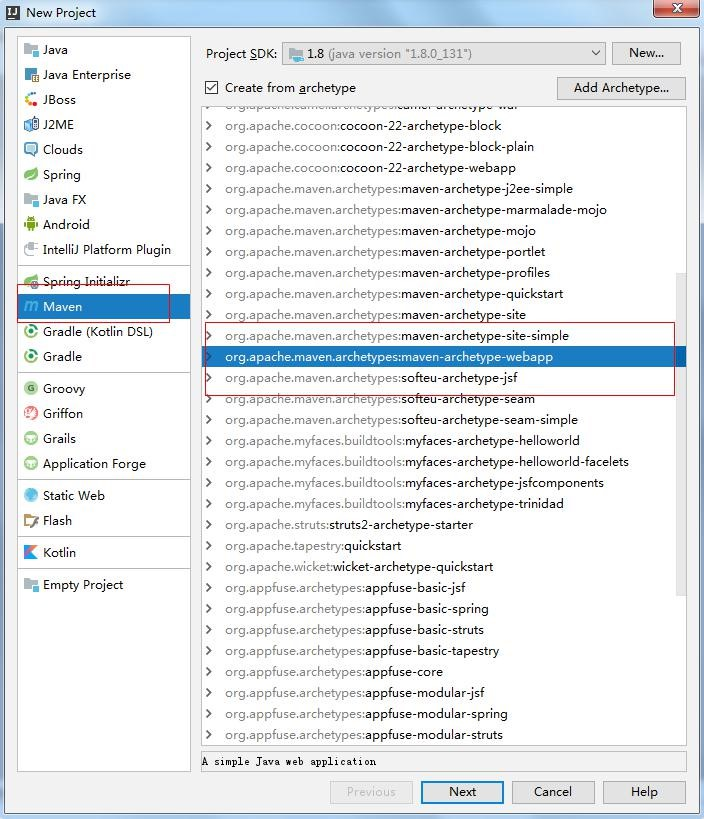 New Project
Java
Java Enterprise
JBoss
J2ME
Clouds
Spring
Java FX
Android
IntelliJ Platform Plugin
Spring Initializr
Maven
Gradle (Kotlin DSL)
Gradle
Groovy
Griffon
Grails
Application Forge
Static Web
Flash
Kotlin
Empty Project
Project SDK: 1.8 (java version "1.8.0_131") New...
Create from archetype Add Archetype...
org.apache.cocoon:cocoon-22-archetype-block
org.apache.cocoon:cocoon-22-archetype-block-plain
org.apache.cocoon:cocoon-22-archetype-webapp
org.apache.maven.archetypes:maven-archetype-j2ee-simple
org.apache.maven.archetypes:maven-archetype-marmalade-mojo
org.apache.maven.archetypes:maven-archetype-mojo
org.apache.maven.archetypes:maven-archetype-portlet
org.apache.maven.archetypes:maven-archetype-profiles
org.apache.maven.archetypes:maven-archetype-quickstart
org.apache.maven.archetypes:maven-archetype-site
org.apache.maven.archetypes:maven-archetype-site-simple
org.apache.maven.archetypes:maven-archetype-webapp
org.apache.maven.archetypes:softeu-archetype-jsf
org.apache.maven.archetypes:softeu-archetype-seam
org.apache.maven.archetypes:softeu-archetype-seam-simple
org.apache.myfaces.buildtools:myfaces-archetype-helloworld
org.apache.myfaces.buildtools:myfaces-archetype-helloworld-facelets
org.apache.myfaces.buildtools:myfaces-archetype-jsfcomponents
org.apache.myfaces.buildtools:myfaces-archetype-trinidad
org.apache.struts:struts2-archetype-starter
org.apache.tapestry:quickstart
org.apache.wicket:wicket-archetype-quickstart
org.appfuse.archetypes:appfuse-basic-jsf
org.appfuse.archetypes:appfuse-basic-spring
org.appfuse.archetypes:appfuse-basic-struts
org.appfuse.archetypes:appfuse-basic-tapestry
org.appfuse.archetypes:appfuse-core
org.appfuse.archetypes:appfuse-modular-jsf
org.appfuse.archetypes:appfuse-modular-spring
org.appfuse.archetypes:appfuse-modular-struts
A simple Java web application
Previous Next Cancel Help